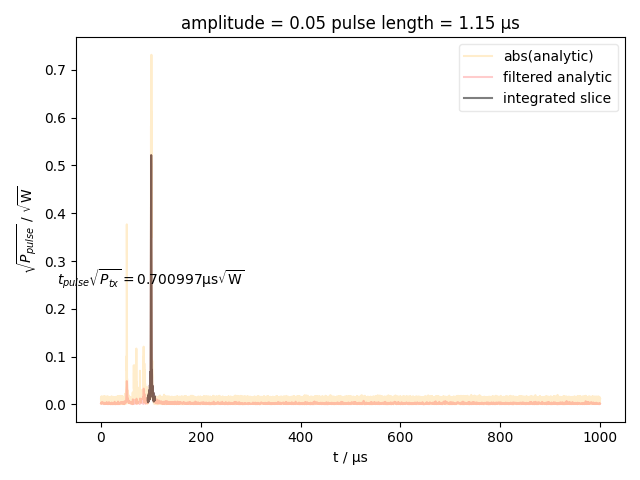 amplitude = 0.05 pulse length = 1.15 μs
abs(analytic)
filtered analytic
integrated slice
0.7
0.6
0.5
0.4
0.3
0.2
0.1
0.0
√P_pulse / √W
t_pulse√P_tx = 0.700997μs√W
0 200 400 600 800 1000
t / μs